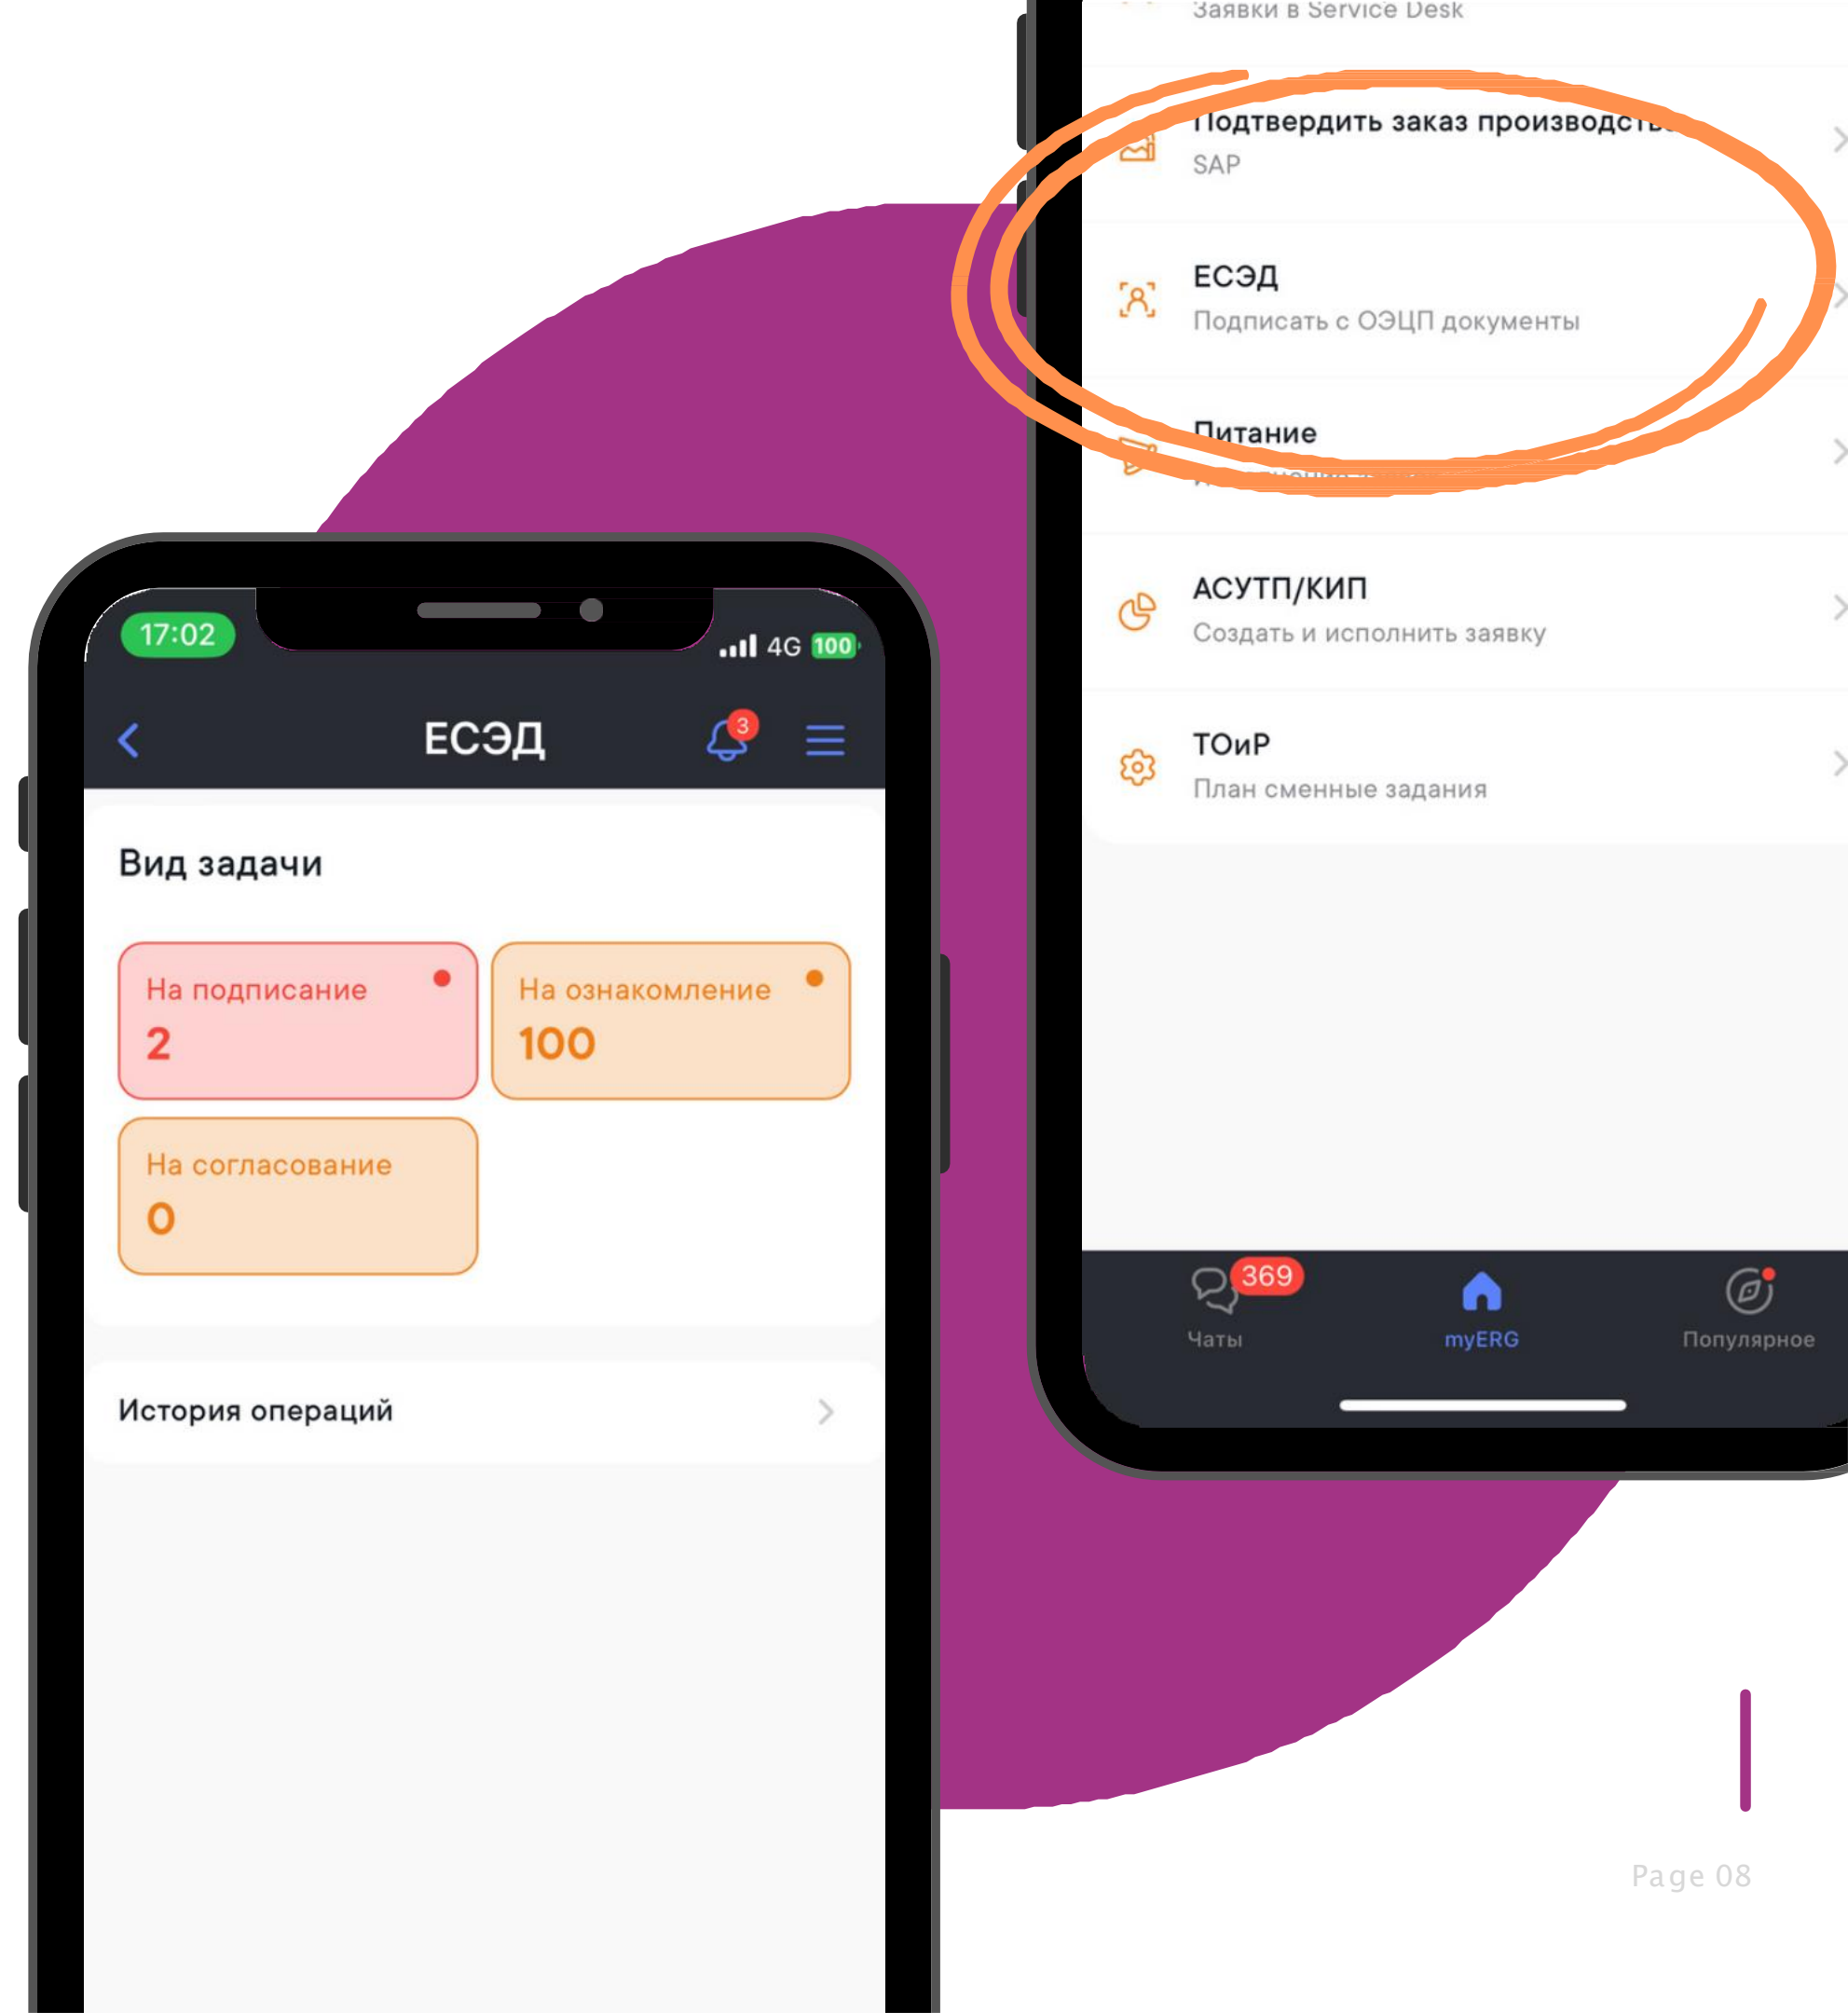 Заявки в Service Desk
Подтвердить заказ
SAP
ЕСЭД
Подписать с ОЭЦП документы
Питание
АСУТП/КИП
Создать и исполнить заявку
ТОиР
План сменные задания
369
Чаты
myERG
Популярное
17:02
4G 100
ЕСЭД
3
Вид задачи
На подписание
2
На ознакомление
100
На согласование
0
История операций
Page 08